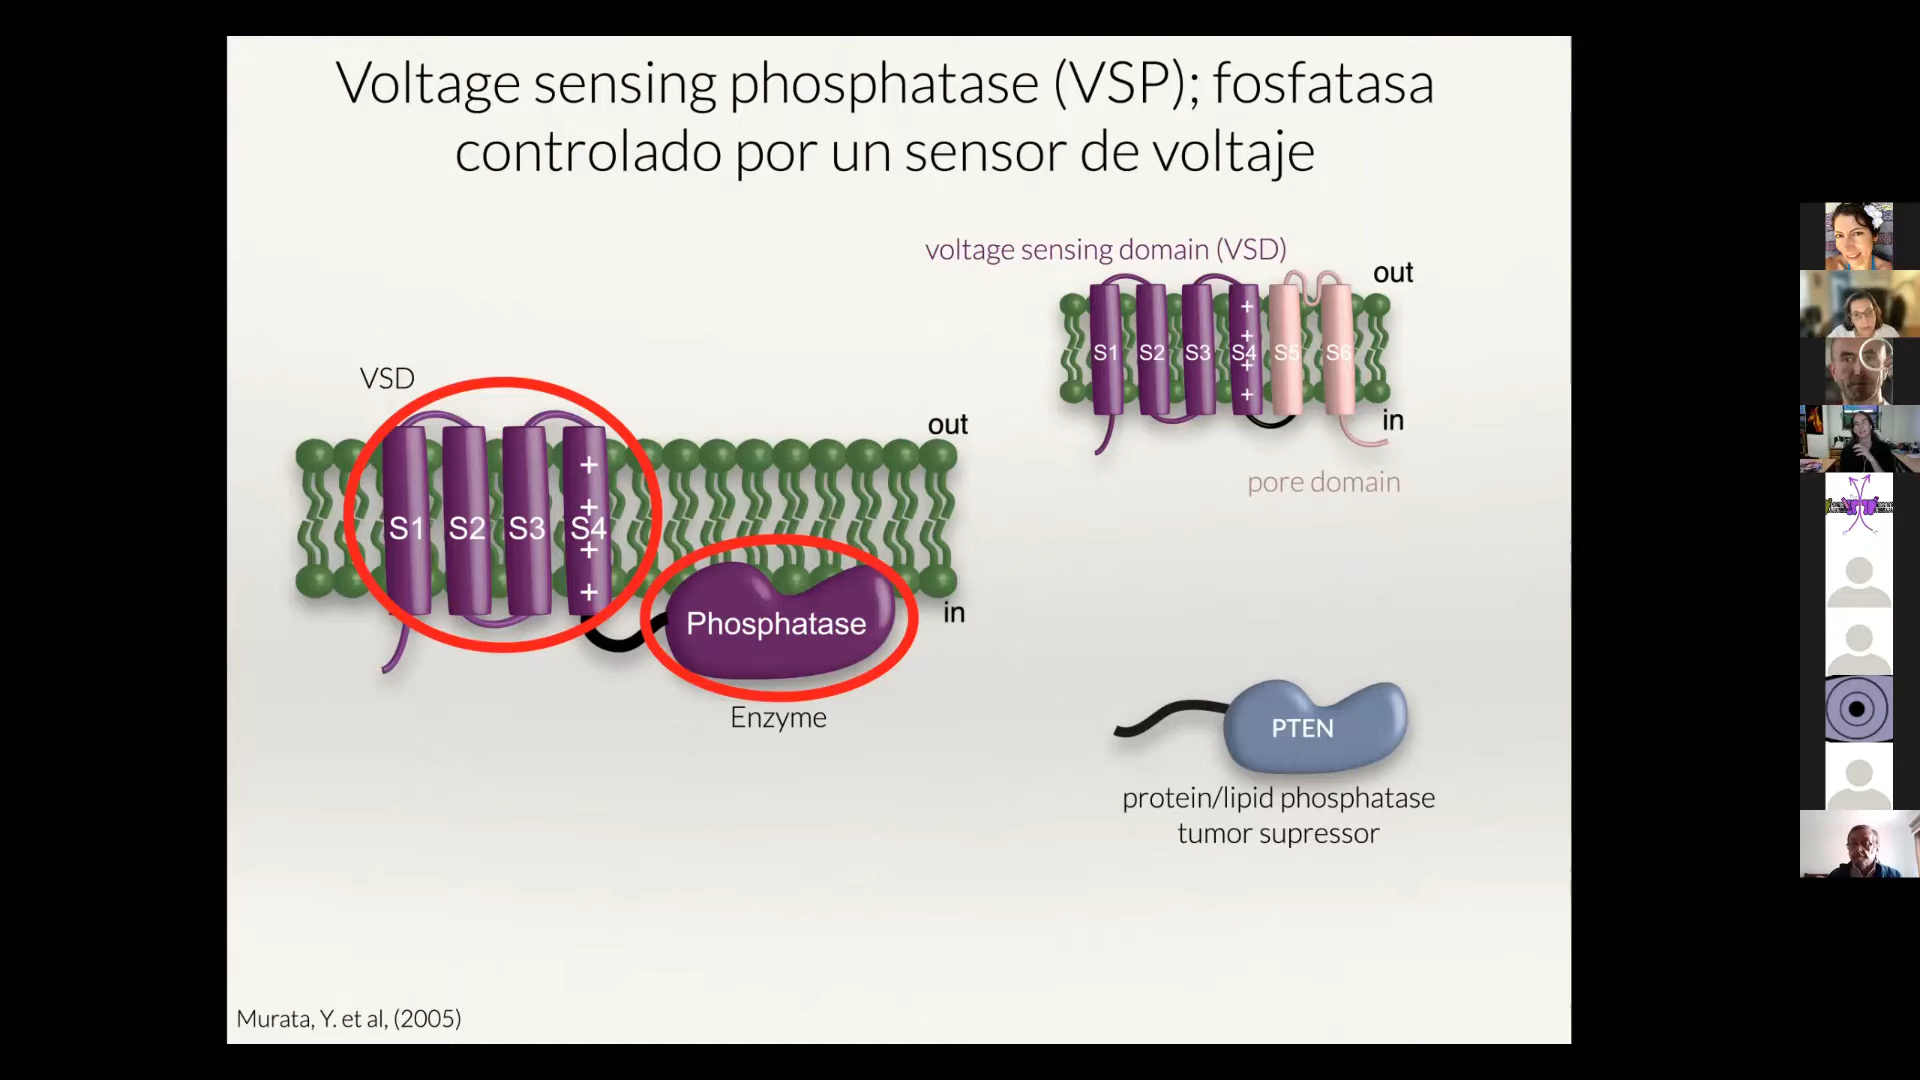 Voltage sensing phosphatase (VSP); fosfatasa
controlado por un sensor de voltaje
voltage sensing domain (VSD)
out
S1 S2 S3 S4 S5 S6
+
+
+
+
in
pore domain
VSD
out
S1 S2 S3 S4
+
+
+
+
in
Phosphatase
Enzyme
PTEN
protein/lipid phosphatase
tumor supressor
Murata, Y. et al, (2005)